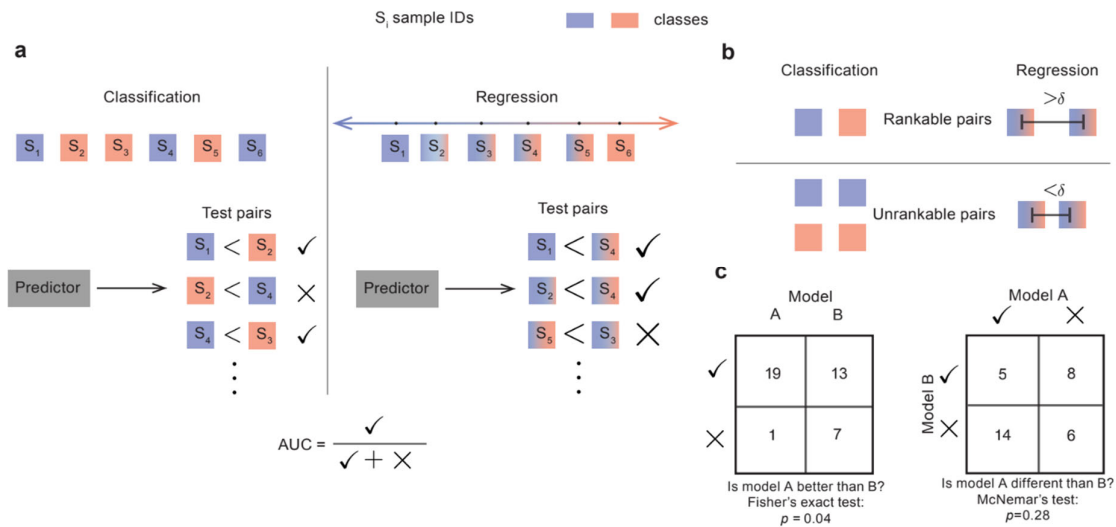 Sᵢ sample IDs classes
a
Classification
Regression
S₁ S₂ S₃ S₄ S₅ S₆
S₁ S₂ S₃ S₄ S₅ S₆
Test pairs
S₁ < S₂ ✓
S₂ < S₄ ×
S₄ < S₃ ✓
Predictor
Test pairs
S₁ < S₄ ✓
S₂ < S₄ ✓
S₅ < S₃ ×
Predictor
AUC = ✓
✓ + ×
b
Classification Regression
Rankable pairs >δ
Unrankable pairs <δ
c
Model
A B
✓ 19 13
× 1 7
Is model A better than B?
Fisher's exact test:
p = 0.04
Model A
✓ ×
Model B
✓ 5 8
× 14 6
Is model A different than B?
McNemar's test:
p=0.28